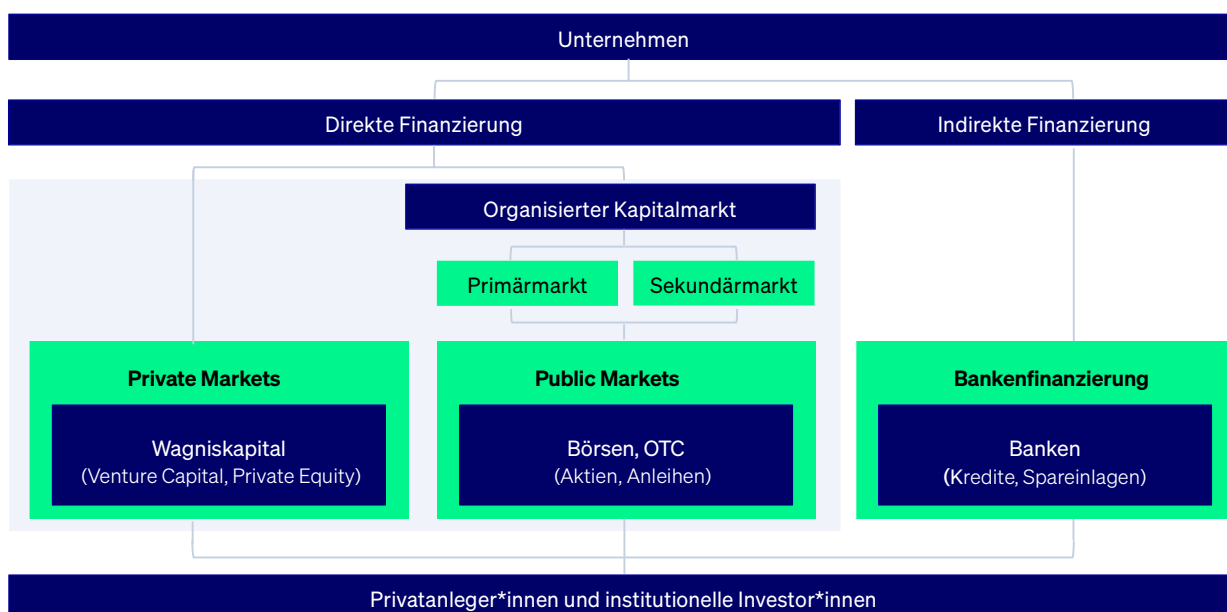 Unternehmen
Direkte Finanzierung
Indirekte Finanzierung
Organisierter Kapitalmarkt
Primärmarkt
Sekundärmarkt
Private Markets
Wagniskapital
(Venture Capital, Private Equity)
Public Markets
Börsen, OTC
(Aktien, Anleihen)
Bankenfinanzierung
Banken
(Kredite, Spareinlagen)
Privatanleger*innen und institutionelle Investor*innen